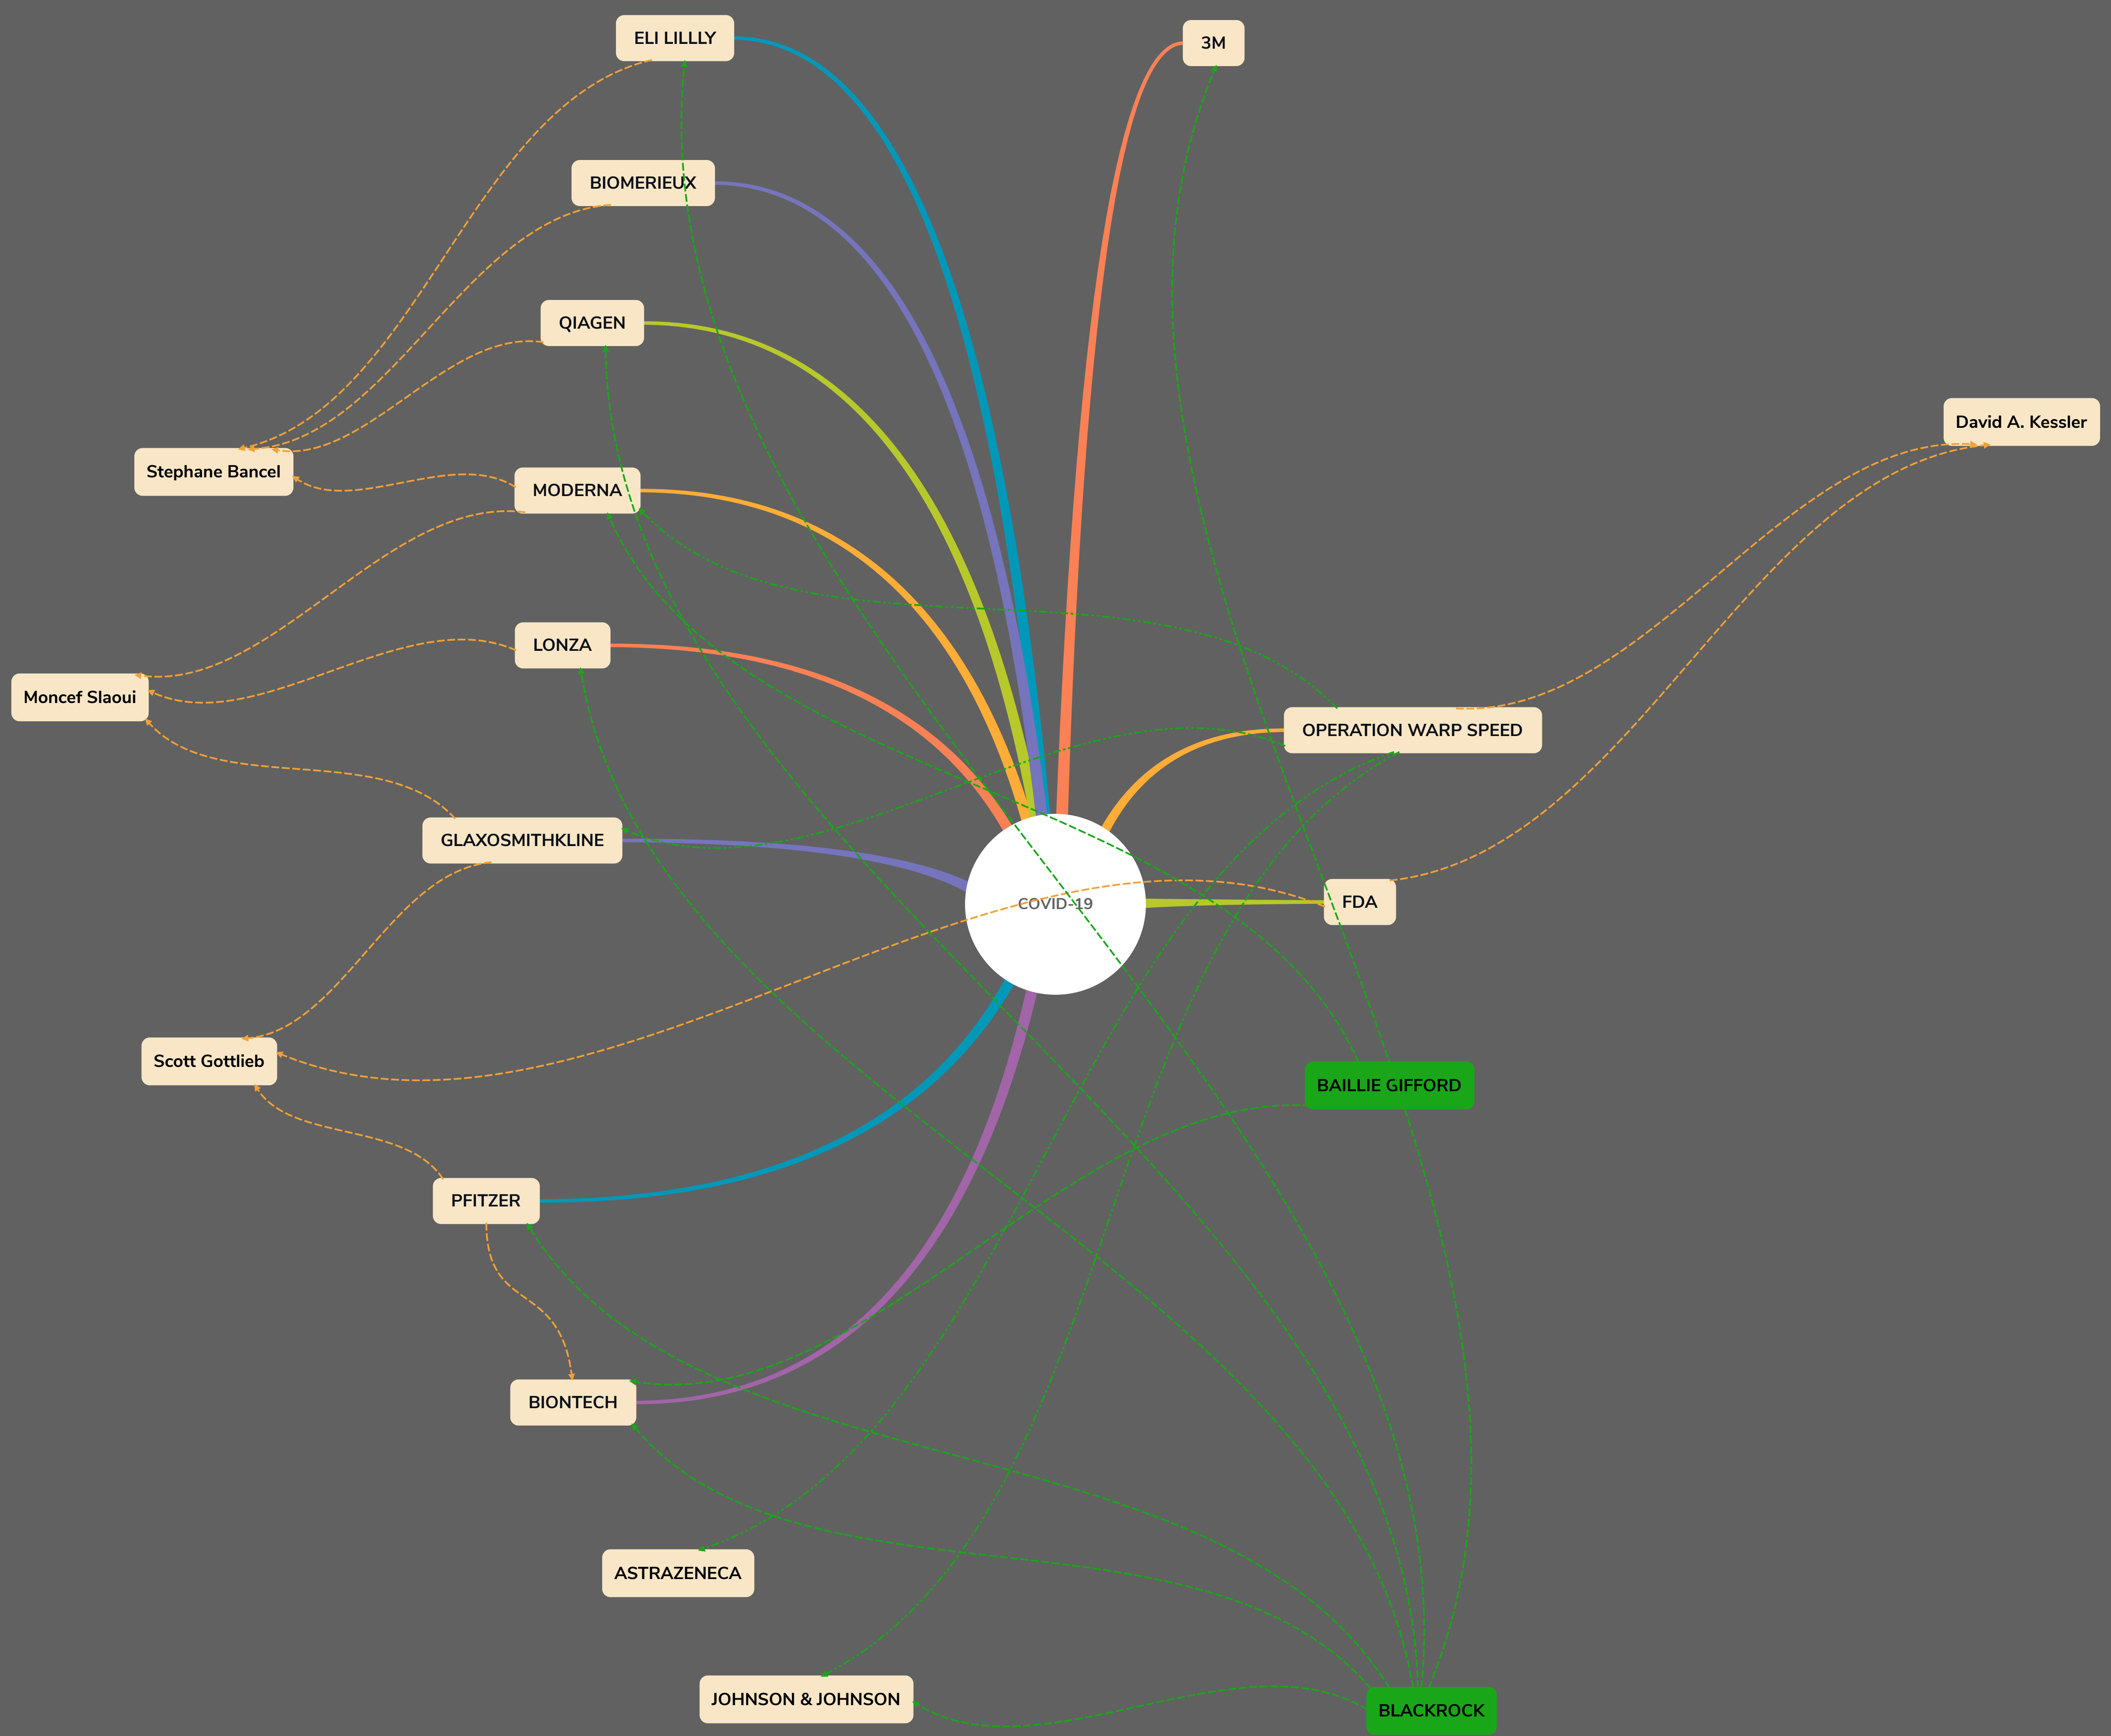 ELI LILLLY
3M
BIOMERIEUX
QIAGEN
David A. Kessler
Stephane Bancel
MODERNA
LONZA
Moncef Slaoui
OPERATION WARP SPEED
GLAXOSMITHKLINE
COVID-19
FDA
Scott Gottlieb
BAILLIE GIFFORD
PFITZER
BIONTECH
ASTRAZENECA
JOHNSON & JOHNSON
BLACKROCK